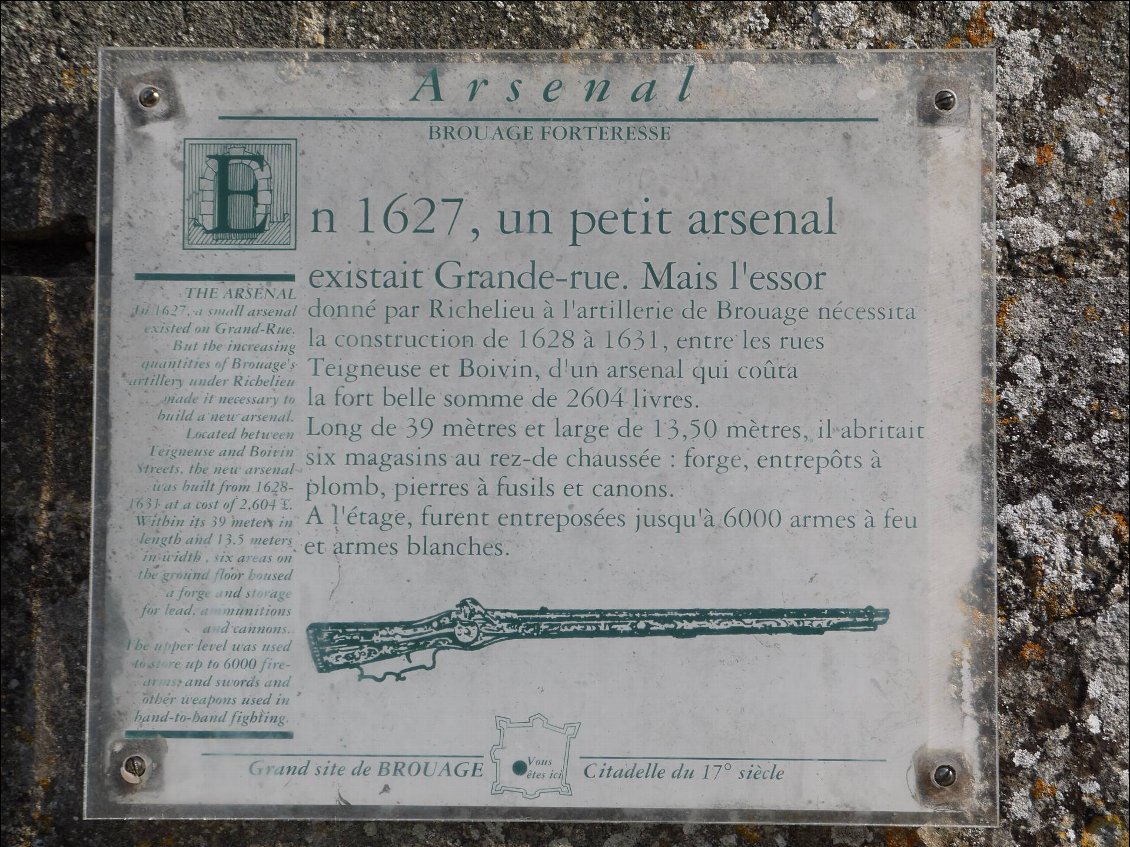 Arsenal
BROUAGE FORTERESSE
En 1627, un petit arsenal
existait Grande-rue. Mais l'essor
donné par Richelieu à l'artillerie de Brouage nécessita
la construction de 1628 à 1631, entre les rues
Teigneuse et Boivin, d'un arsenal qui coûta
la fort belle somme de 2604 livres.
Long de 39 mètres et large de 13,50 mètres, il abritait
six magasins au rez-de chaussée : forge, entrepôts à
plomb, pierres à fusils et canons.
A l'étage, furent entreposées jusqu'à 6000 armes à feu
et armes blanches.
THE ARSENAL
In 1627, a small arsenal
existed on Grand-Rue.
But the increasing
quantities of Brouage's
artillery under Richelieu
made it necessary to
build a new arsenal.
Located between
Teigneuse and Boivin
Streets, the new arsenal
was built from 1628-
1631 at a cost of 2,604 £.
Within its 39 meters in
length and 13.5 meters
in width , six areas on
the ground floor housed
a forge and storage
for lead, ammunitions
and cannons.
The upper level was used
to store up to 6000 fire-
arms, and swords and
other weapons used in
hand-to-hand fighting.
Grand site de BROUAGE
Vous
êtes ici
Citadelle du 17° siècle